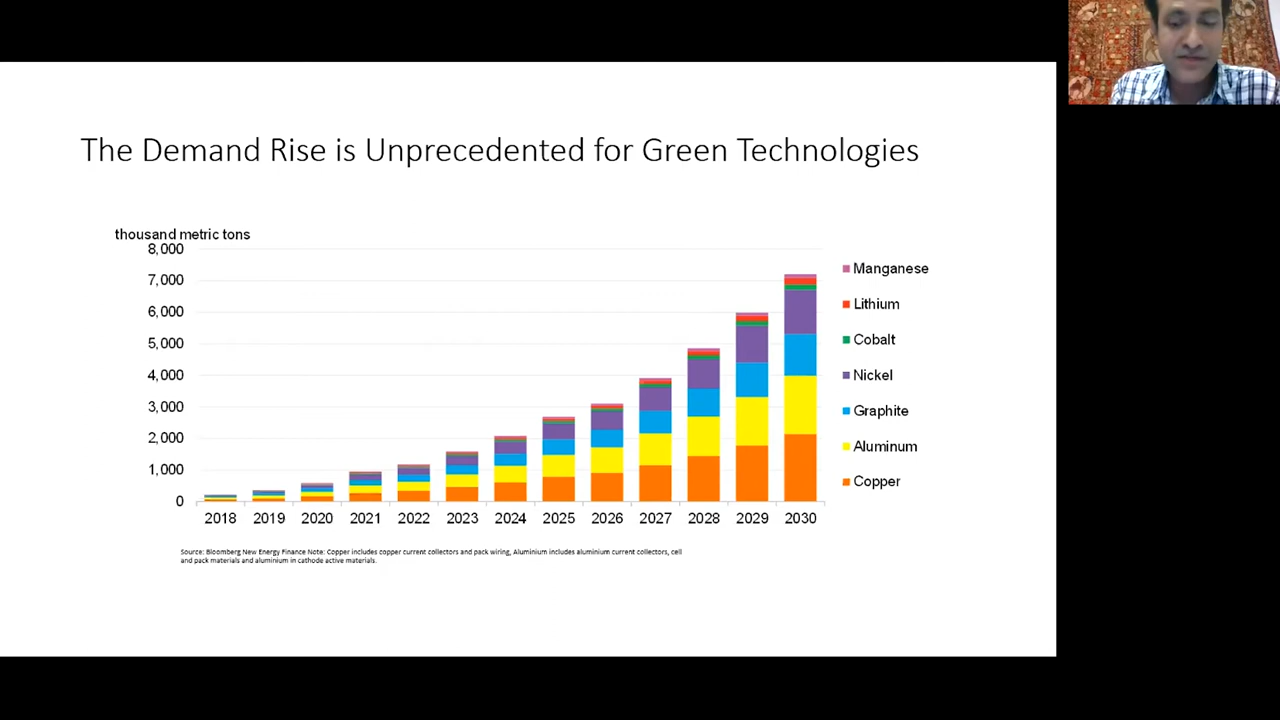 The Demand Rise is Unprecedented for Green Technologies
thousand metric tons
8,000
7,000
6,000
5,000
4,000
3,000
2,000
1,000
0
2018 2019 2020 2021 2022 2023 2024 2025 2026 2027 2028 2029 2030
Manganese
Lithium
Cobalt
Nickel
Graphite
Aluminum
Copper
Source: Bloomberg New Energy Finance Note: Copper includes copper current collectors and pack wiring, Aluminium includes aluminium current collectors, cell
and pack materials and aluminium in cathode active materials.